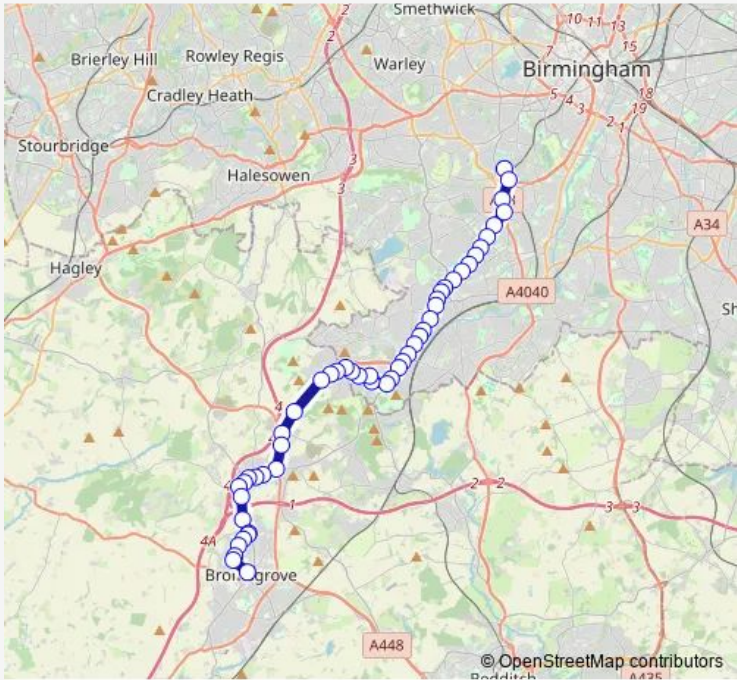 Smethwick
10 11 13
2
2
7
15
Brierley Hill
Rowley Regis
Warley
Birmingham
Cradley Heath
5 4 3
18
19
2 1
Stourbridge
3
3
Halesowen
A34
Hagley
A4040
Sh
4
4
2 2
1
3 3
4A
A448
© OpenStreetMap contributors